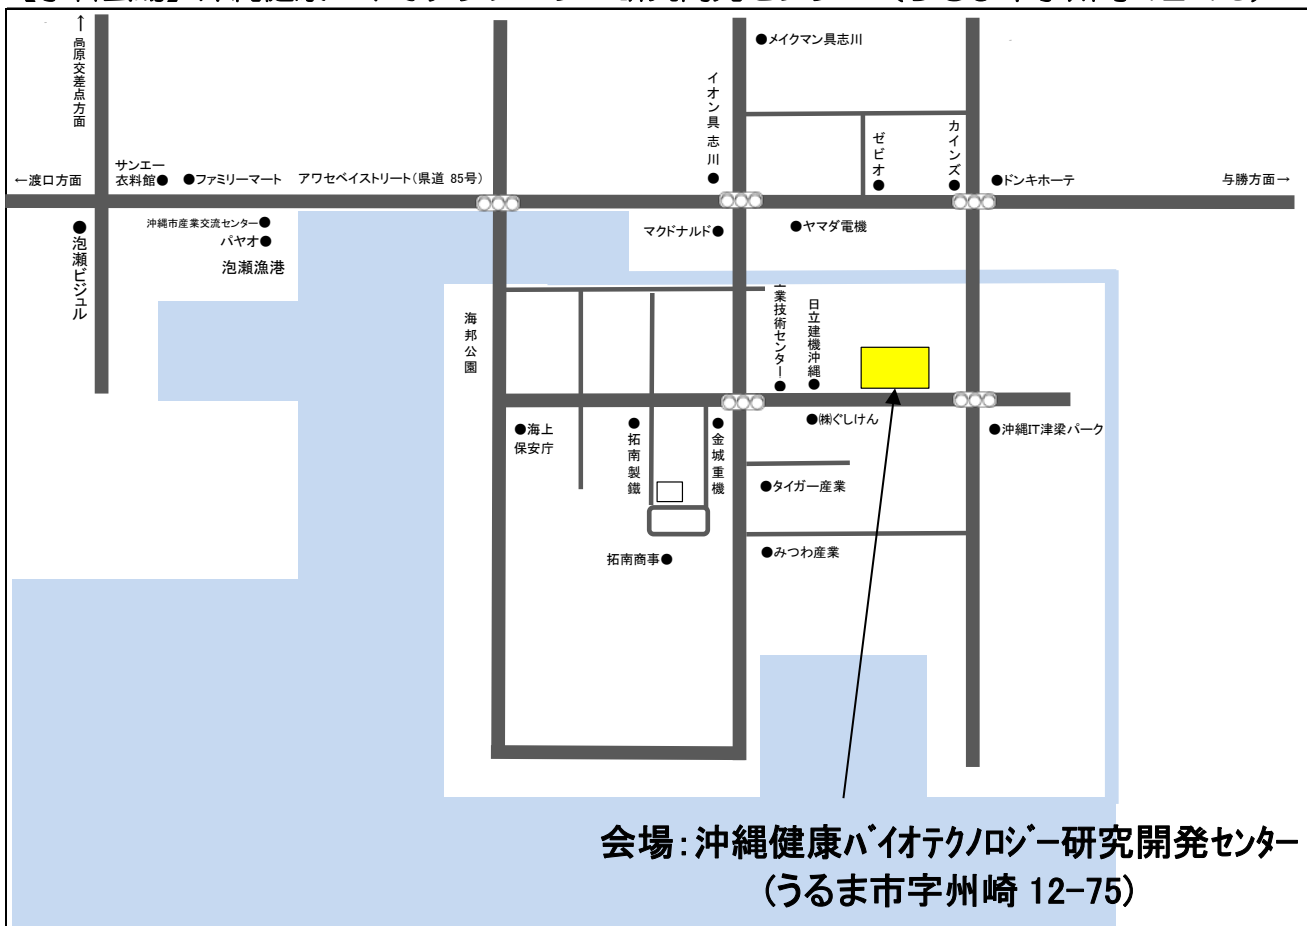 ↑高原交差点方面
●メイクマン具志川
イオン具志川●
ゼビオ●
カインズ●
←渡口方面
サンエー
衣料館●
●ファミリーマート
アワセベイストリート(県道 85号)
●ドンキホーテ
与勝方面→
●泡瀬ビジュル
沖縄市産業交流センター●
パヤオ●
泡瀬漁港
マクドナルド●
●ヤマダ電機
海邦公園
業技術センター●
日立建機沖縄●
●海上
保安庁
●拓南製鐵
●金城重機
●㈱ぐしけん
●沖縄IT津梁パーク
●タイガー産業
拓南商事●
●みつわ産業
会場:沖縄健康バイオテクノロジー研究開発センター
(うるま市字州崎 12-75)